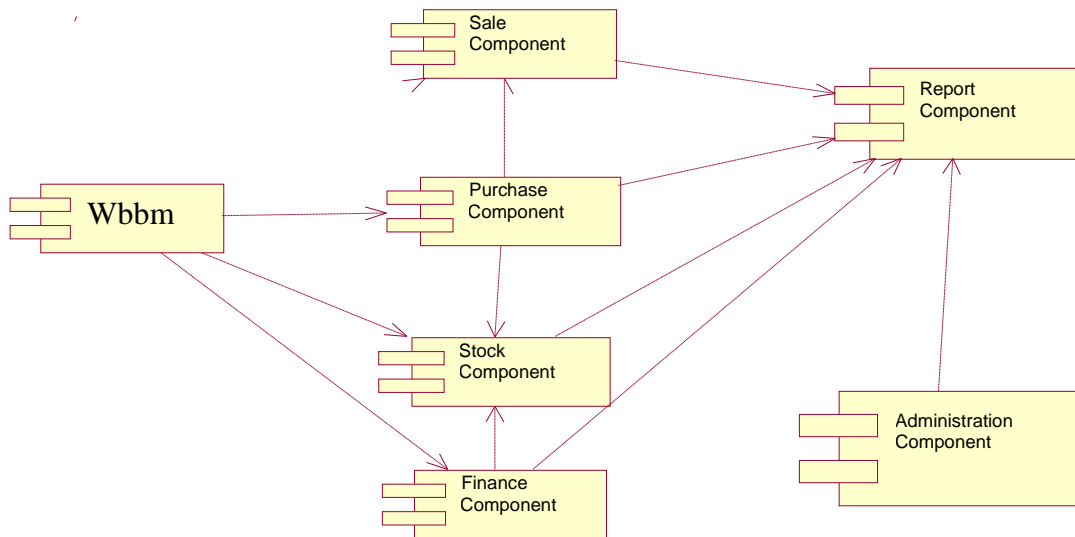 Sale
Component
Report
Component
Purchase
Component
Wbbm
Stock
Component
Administration
Component
Finance
Component